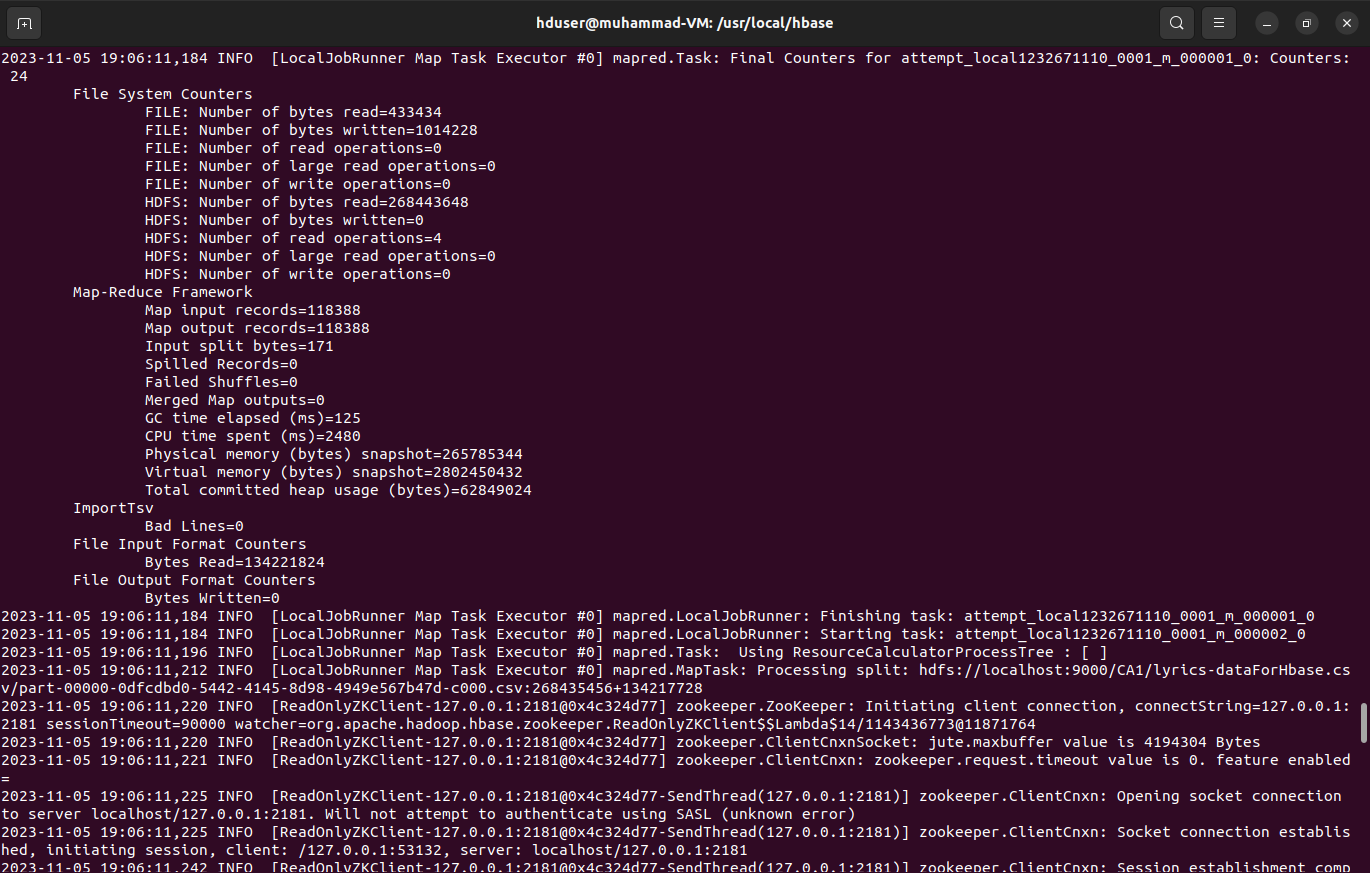 hduser@muhammad-VM: /usr/local/hbase
2023-11-05 19:06:11,184 INFO  [LocalJobRunner Map Task Executor #0] mapred.Task: Final Counters for attempt_local1232671110_0001_m_000001_0: Counters:
 24
        File System Counters
                FILE: Number of bytes read=433434
                FILE: Number of bytes written=1014228
                FILE: Number of read operations=0
                FILE: Number of large read operations=0
                FILE: Number of write operations=0
                HDFS: Number of bytes read=268443648
                HDFS: Number of bytes written=0
                HDFS: Number of read operations=4
                HDFS: Number of large read operations=0
                HDFS: Number of write operations=0
        Map-Reduce Framework
                Map input records=118388
                Map output records=118388
                Input split bytes=171
                Spilled Records=0
                Failed Shuffles=0
                Merged Map outputs=0
                GC time elapsed (ms)=125
                CPU time spent (ms)=2480
                Physical memory (bytes) snapshot=265785344
                Virtual memory (bytes) snapshot=2802450432
                Total committed heap usage (bytes)=62849024
        ImportTsv
                Bad Lines=0
        File Input Format Counters
                Bytes Read=134221824
        File Output Format Counters
                Bytes Written=0
2023-11-05 19:06:11,184 INFO  [LocalJobRunner Map Task Executor #0] mapred.LocalJobRunner: Finishing task: attempt_local1232671110_0001_m_000001_0
2023-11-05 19:06:11,184 INFO  [LocalJobRunner Map Task Executor #0] mapred.LocalJobRunner: Starting task: attempt_local1232671110_0001_m_000002_0
2023-11-05 19:06:11,196 INFO  [LocalJobRunner Map Task Executor #0] mapred.Task:  Using ResourceCalculatorProcessTree : [ ]
2023-11-05 19:06:11,212 INFO  [LocalJobRunner Map Task Executor #0] mapred.MapTask: Processing split: hdfs://localhost:9000/CA1/lyrics-dataForHbase.cs
v/part-00000-0dfcdbd0-5442-4145-8d98-4949e567b47d-c000.csv:268435456+134217728
2023-11-05 19:06:11,220 INFO  [ReadOnlyZKClient-127.0.0.1:2181@0x4c324d77] zookeeper.ZooKeeper: Initiating client connection, connectString=127.0.0.1:
2181 sessionTimeout=90000 watcher=org.apache.hadoop.hbase.zookeeper.ReadOnlyZKClient$$Lambda$14/1143436773@11871764
2023-11-05 19:06:11,220 INFO  [ReadOnlyZKClient-127.0.0.1:2181@0x4c324d77] zookeeper.ClientCnxnSocket: jute.maxbuffer value is 4194304 Bytes
2023-11-05 19:06:11,221 INFO  [ReadOnlyZKClient-127.0.0.1:2181@0x4c324d77] zookeeper.ClientCnxn: zookeeper.request.timeout value is 0. feature enabled
=
2023-11-05 19:06:11,225 INFO  [ReadOnlyZKClient-127.0.0.1:2181@0x4c324d77-SendThread(127.0.0.1:2181)] zookeeper.ClientCnxn: Opening socket connection
to server localhost/127.0.0.1:2181. Will not attempt to authenticate using SASL (unknown error)
2023-11-05 19:06:11,225 INFO  [ReadOnlyZKClient-127.0.0.1:2181@0x4c324d77-SendThread(127.0.0.1:2181)] zookeeper.ClientCnxn: Socket connection establis
hed, initiating session, client: /127.0.0.1:53132, server: localhost/127.0.0.1:2181
2023-11-05 19:06:11,242 INFO  [ReadOnlyZKClient-127.0.0.1:2181@0x4c324d77-SendThread(127.0.0.1:2181)] zookeeper.ClientCnxn: Session establishment comp